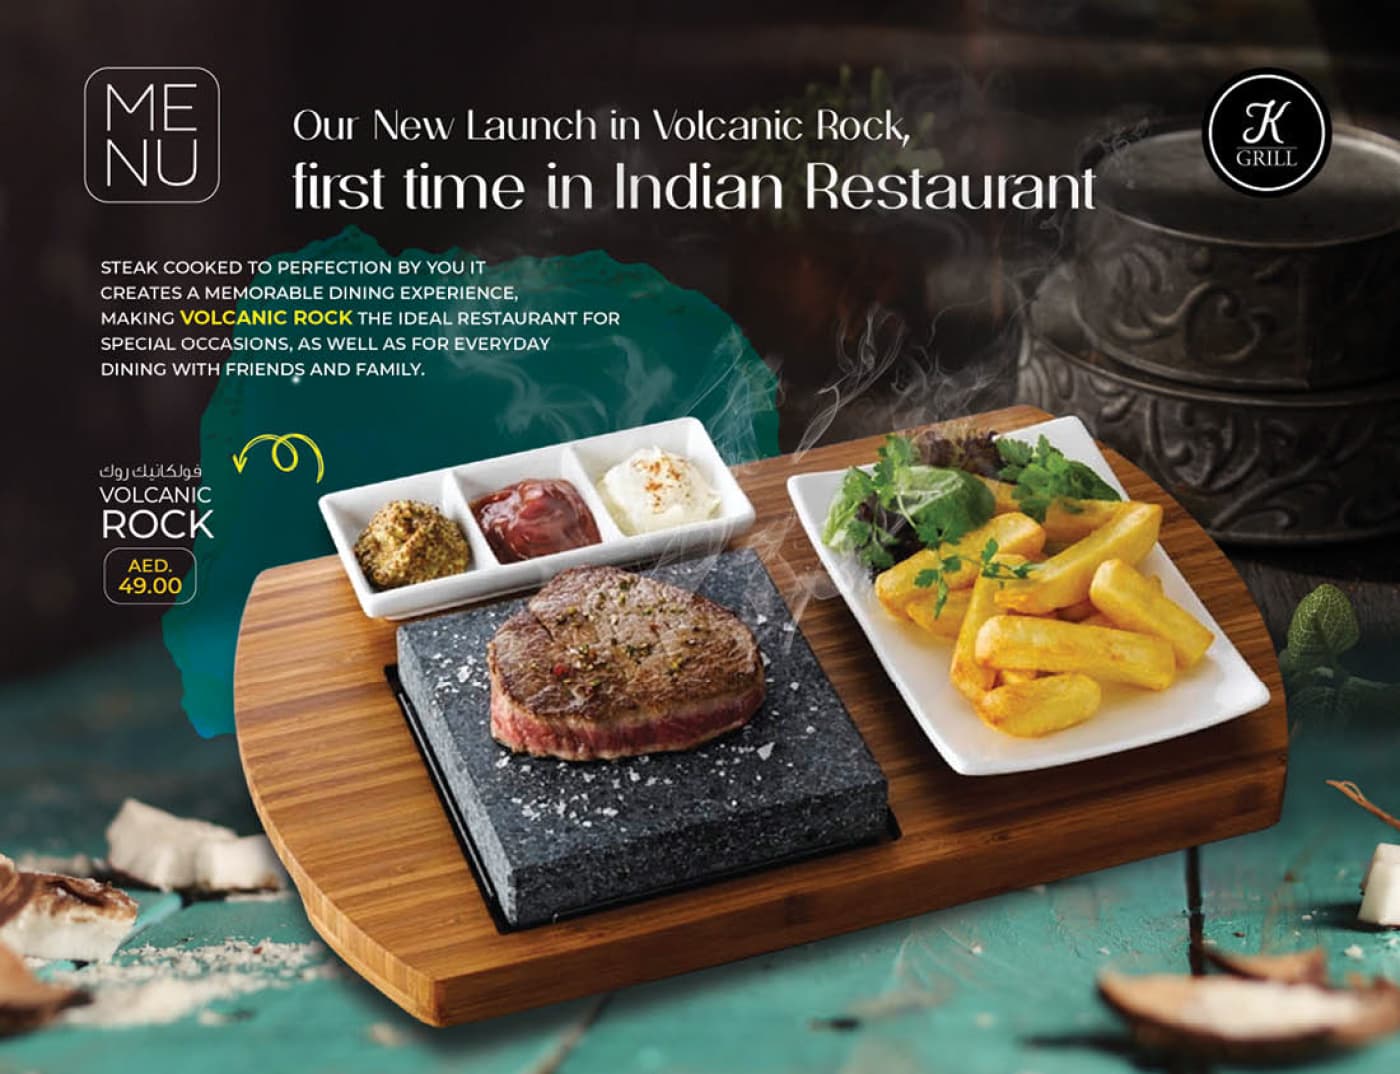 ME
NU
Our New Launch in Volcanic Rock,
first time in Indian Restaurant
K
GRILL
STEAK COOKED TO PERFECTION BY YOU IT
CREATES A MEMORABLE DINING EXPERIENCE,
MAKING VOLCANIC ROCK THE IDEAL RESTAURANT FOR
SPECIAL OCCASIONS, AS WELL AS FOR EVERYDAY
DINING WITH FRIENDS AND FAMILY.
ڤولكانيك روك
VOLCANIC
ROCK
AED.
49.00